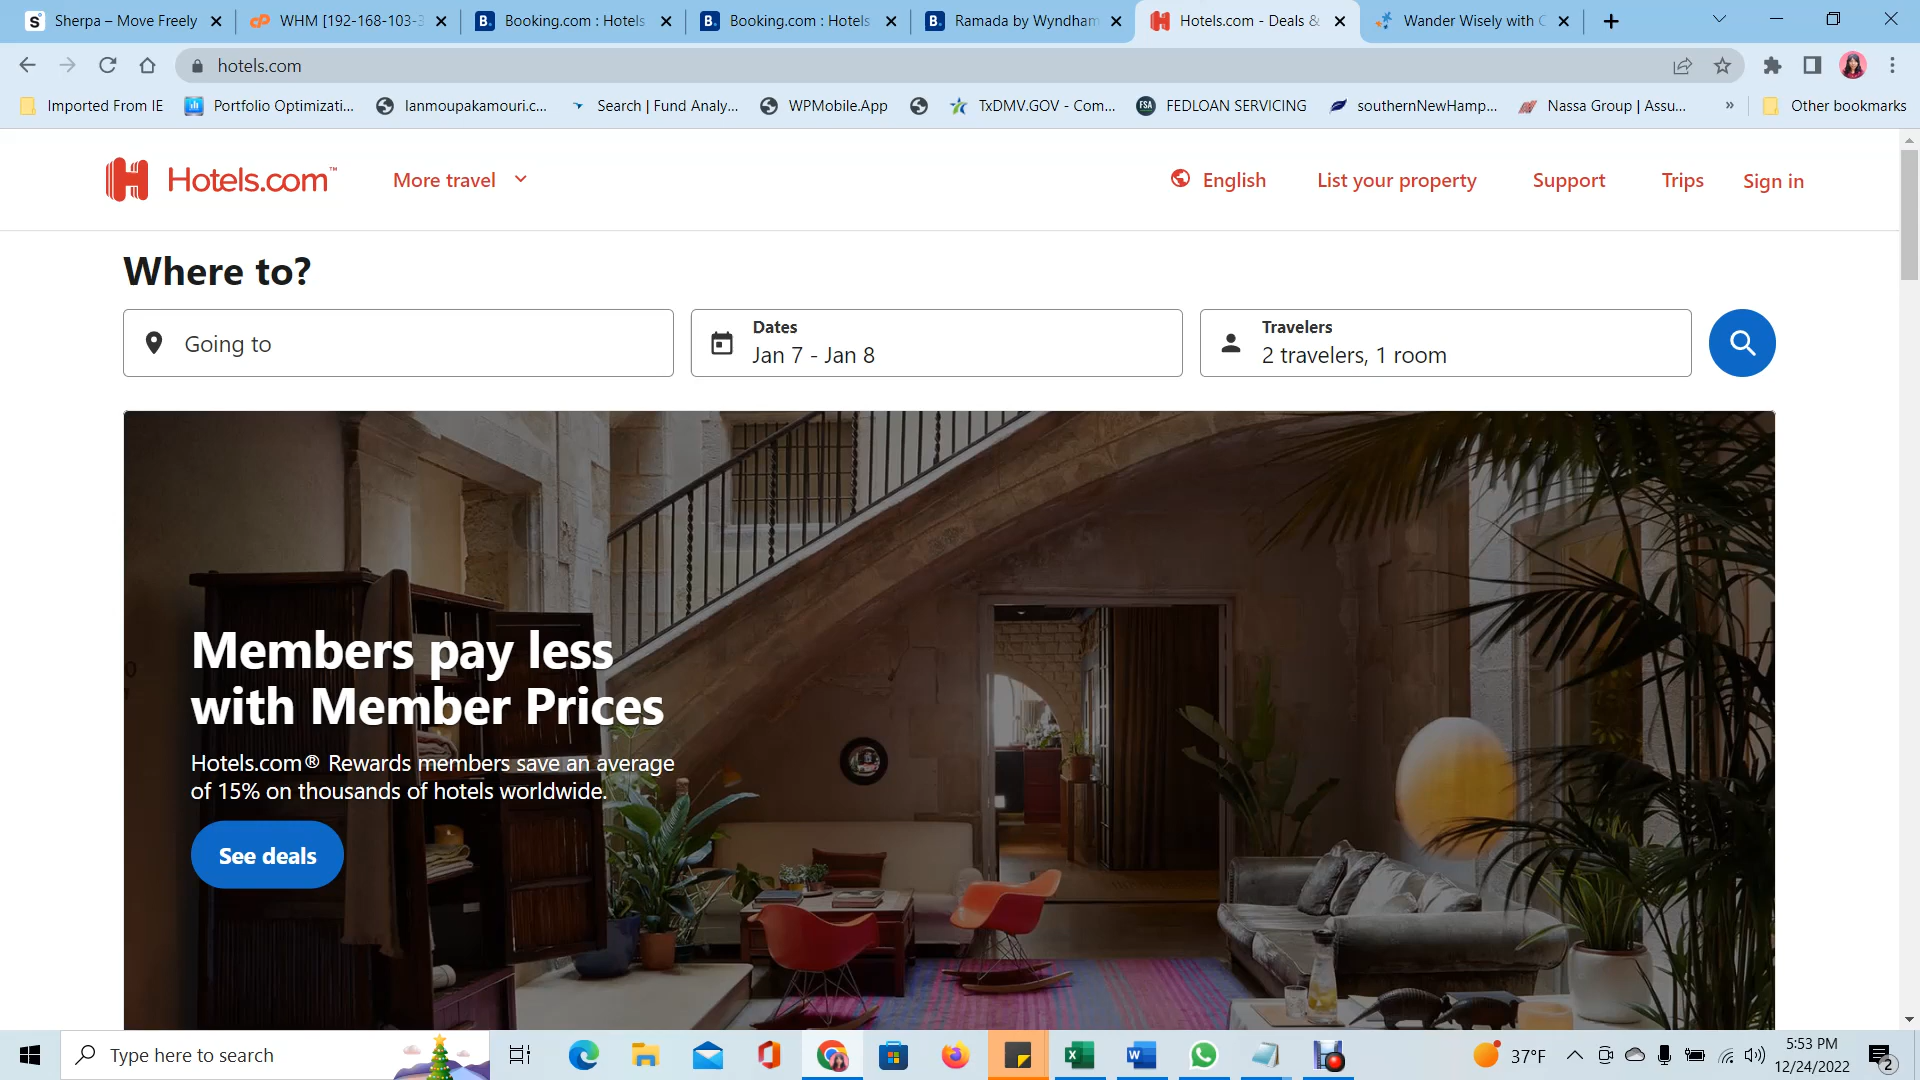 Sherpa – Move Freely
WHM [192-168-103-3
Booking.com : Hotels
Booking.com : Hotels
Ramada by Wyndham
Hotels.com - Deals &
Wander Wisely with C
hotels.com
Imported From IE
Portfolio Optimizati...
lanmoupakamouri.c...
Search | Fund Analy...
WPMobile.App
TxDMV.GOV - Com...
FSA
FEDLOAN SERVICING
southernNewHamp...
Nassa Group | Assu...
»
Other bookmarks
Hotels.com™
More travel
English
List your property
Support
Trips
Sign in
Where to?
Going to
Dates
Jan 7 - Jan 8
Travelers
2 travelers, 1 room
Members pay less
with Member Prices
Hotels.com® Rewards members save an average
of 15% on thousands of hotels worldwide.
See deals
Type here to search
37°F
5:53 PM
12/24/2022
2